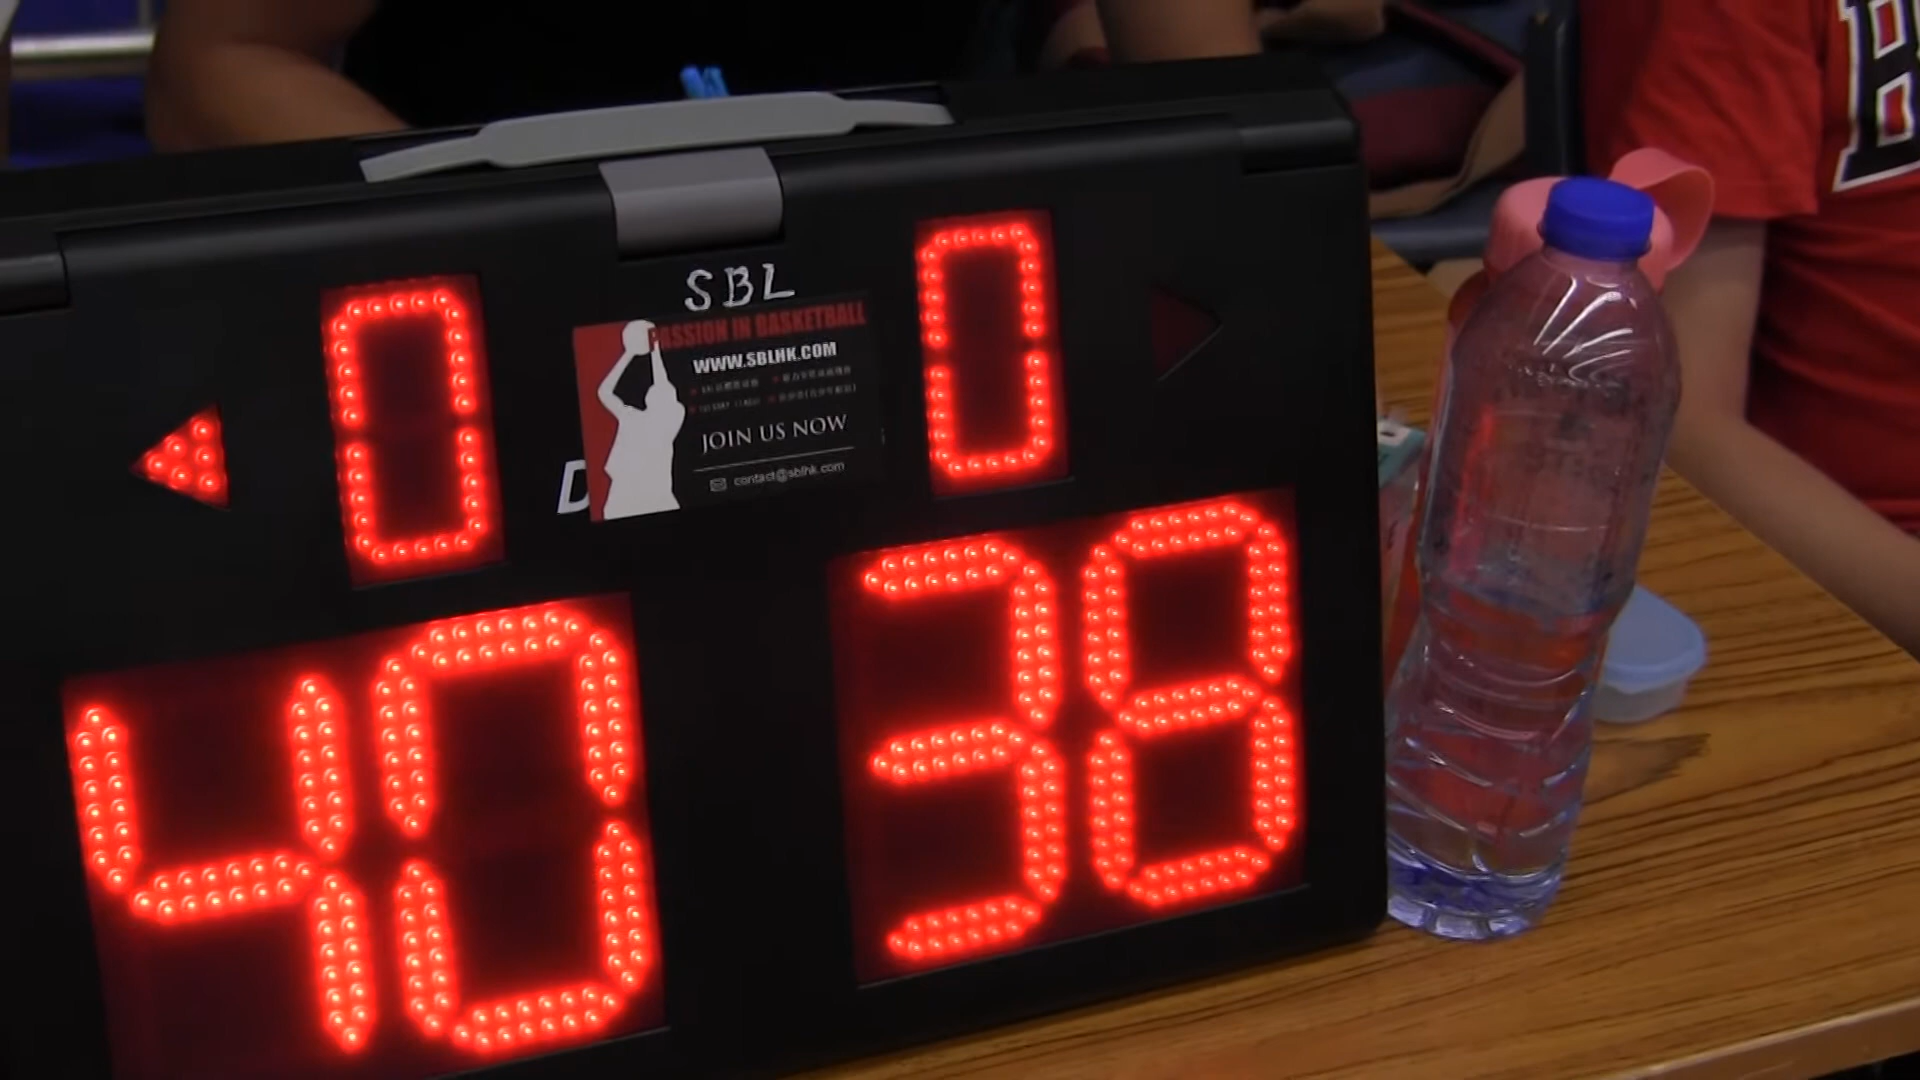 0 0
SBL
PASSION IN BASKETBALL
WWW.SBLHK.COM
JOIN US NOW
contact@sblhk.com
D
40 38